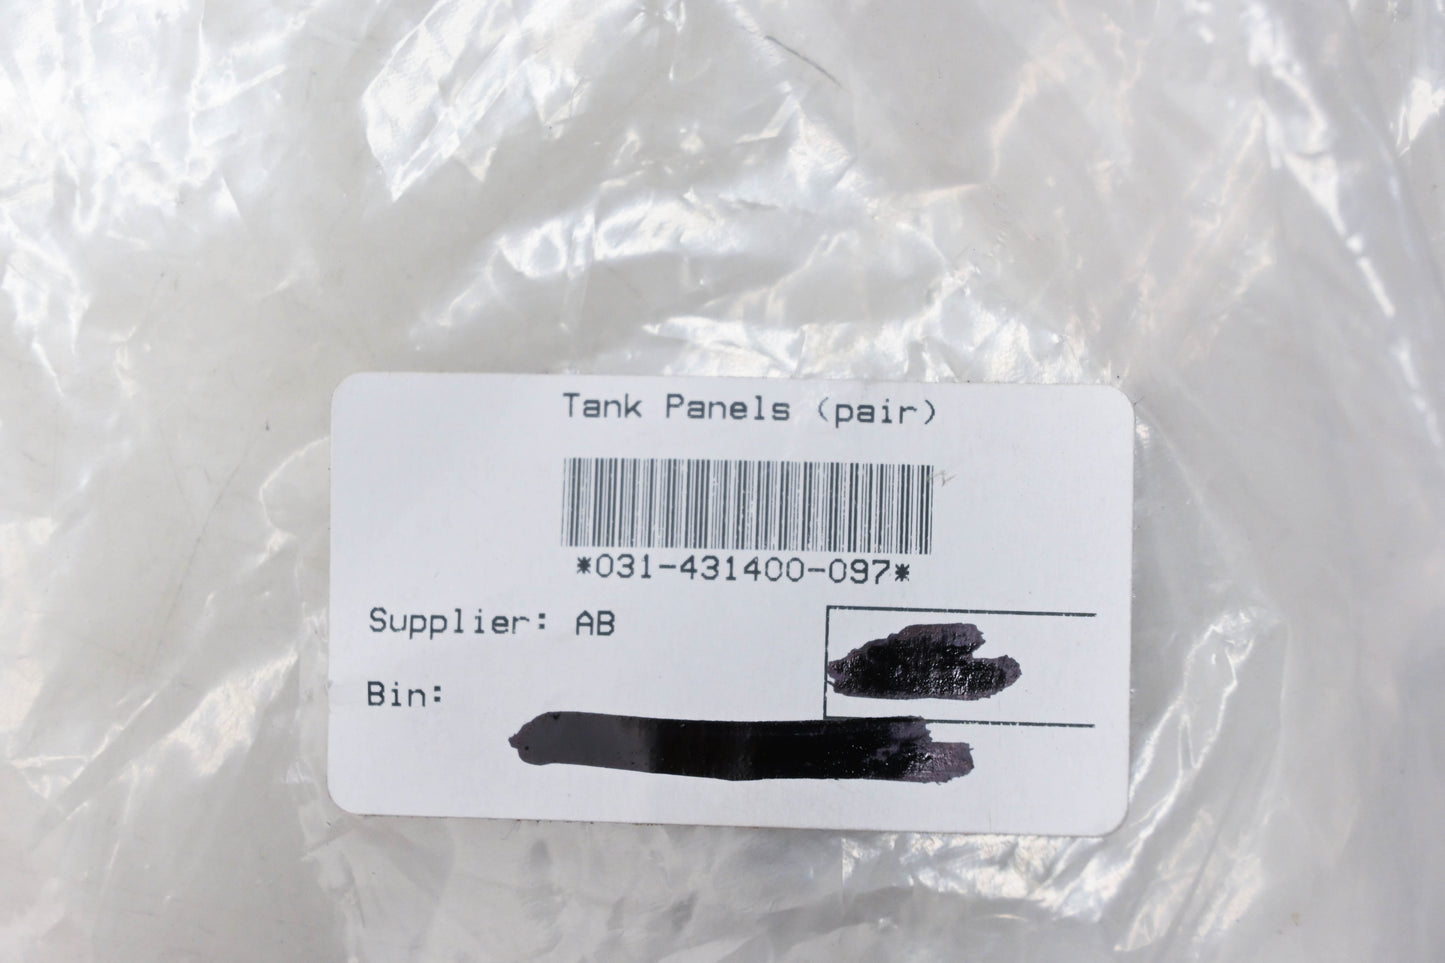 Tank Panels (pair)
*031-431400-097*
Supplier: AB
Bin: